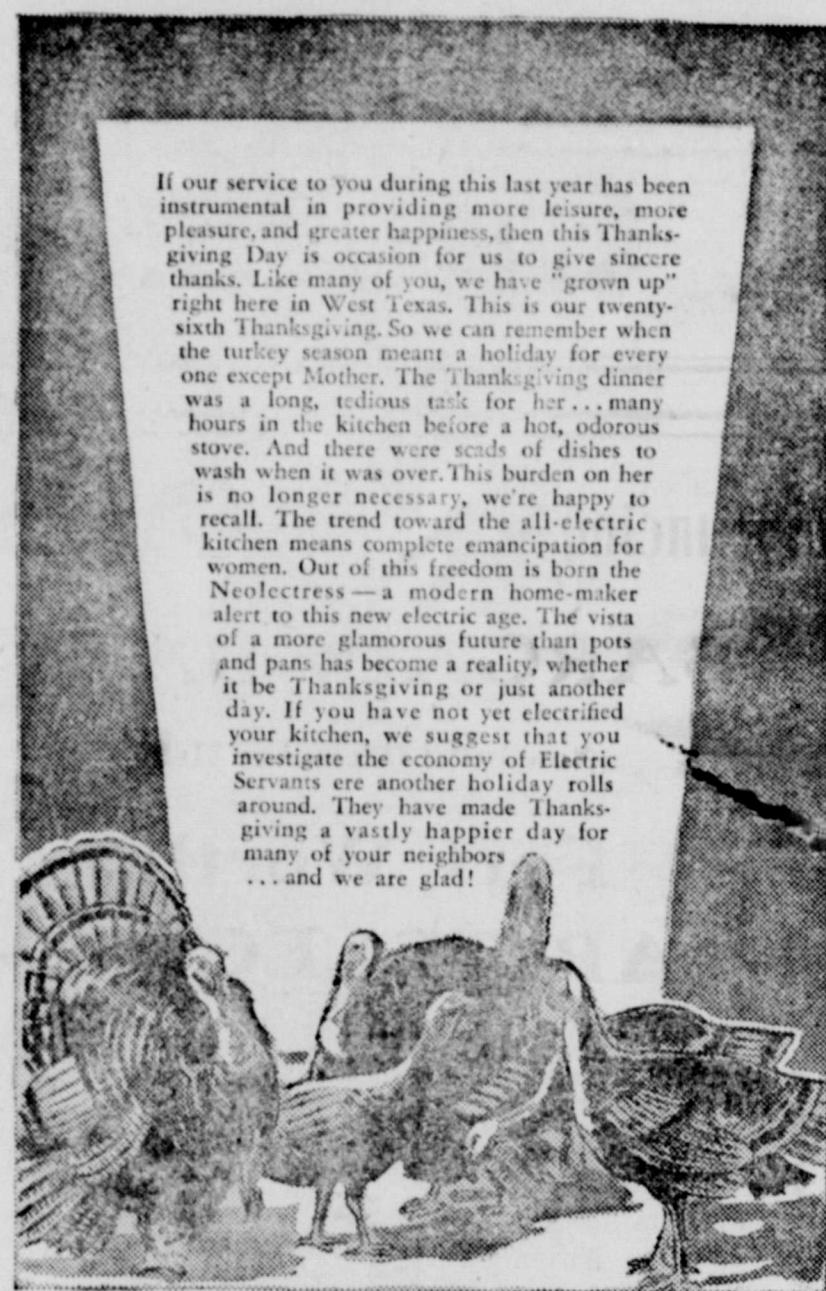 If our service to you during this last year has been
instrumental in providing more leisure, more
pleasure, and greater happiness, then this Thanks-
giving Day is occasion for us to give sincere
thanks. Like many of you, we have "grown up"
right here in West Texas. This is our twenty-
sixth Thanksgiving. So we can remember when
the turkey season meant a holiday for every
one except Mother. The Thanksgiving dinner
was a long, tedious task for her . . . many
hours in the kitchen before a hot, odorous
stove. And there were scads of dishes to
wash when it was over. This burden on her
is no longer necessary, we're happy to
recall. The trend toward the all-electric
kitchen means complete emancipation for
women. Out of this freedom is born the
Neolectress — a modern home-maker
alert to this new electric age. The vista
of a more glamorous future than pots
and pans has become a reality, whether
it be Thanksgiving or just another
day. If you have not yet electrified
your kitchen, we suggest that you
investigate the economy of Electric
Servants ere another holiday rolls
around. They have made Thanks-
giving a vastly happier day for
many of your neighbors
. . . and we are glad!